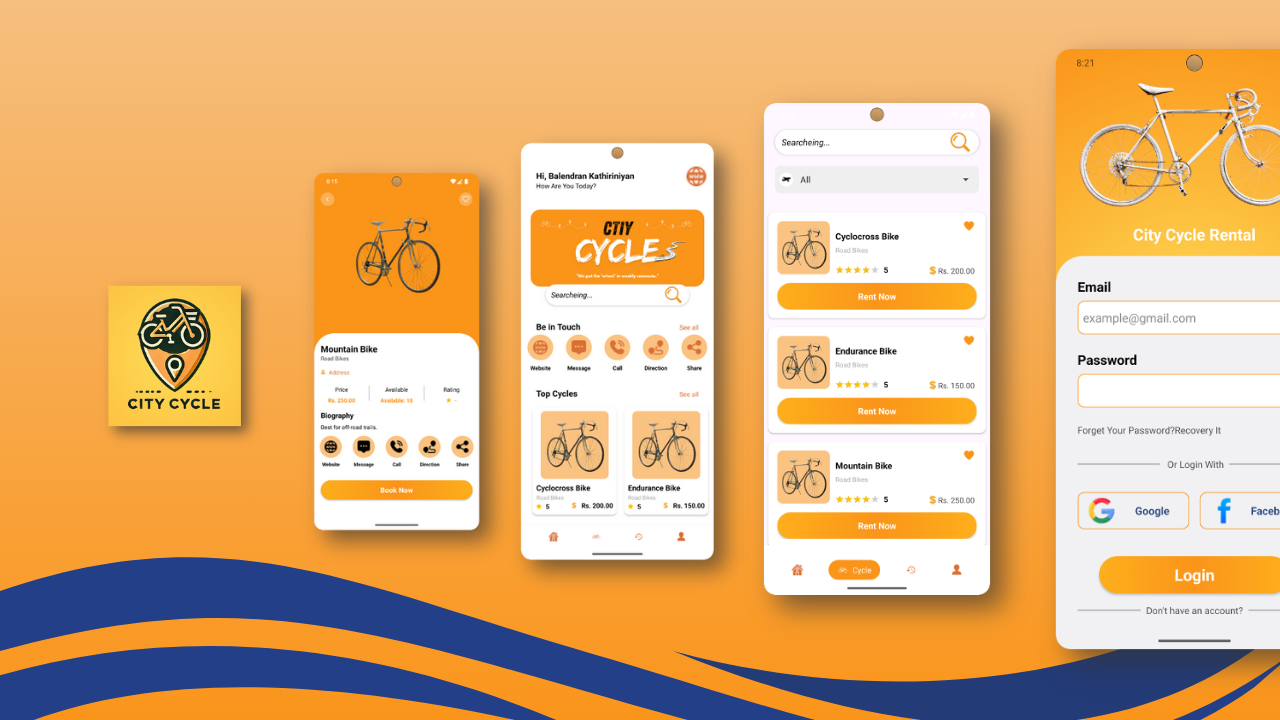 CITY CYCLE
8:15
Mountain Bike
Road Bikes
Address
Price
Available
Rating
Rs. 250.00
Available: 10
-
Biography
Best for off-road trails.
Website
Message
Call
Direction
Share
Book Now
Hi, Balendran Kathiriniyan
How Are You Today?
WWW
CTIY
CYCLES
"We put the 'wheel' in weekly commute."
Searcheing...
Be in Touch
See all
Website
Message
Call
Direction
Share
Top Cycles
See all
Cyclocross Bike
Road Bikes
5
$ Rs. 200.00
Endurance Bike
Road Bikes
5
$ Rs. 150.00
Searcheing...
All
Cyclocross Bike
Road Bikes
5
$ Rs. 200.00
Rent Now
Endurance Bike
Road Bikes
5
$ Rs. 150.00
Rent Now
Mountain Bike
Road Bikes
5
$ Rs. 250.00
Rent Now
Cycle
8:21
City Cycle Rental
Email
example@gmail.com
Password
Forget Your Password?Recovery It
Or Login With
G
Google
f
Faceb
Login
Don't have an account?